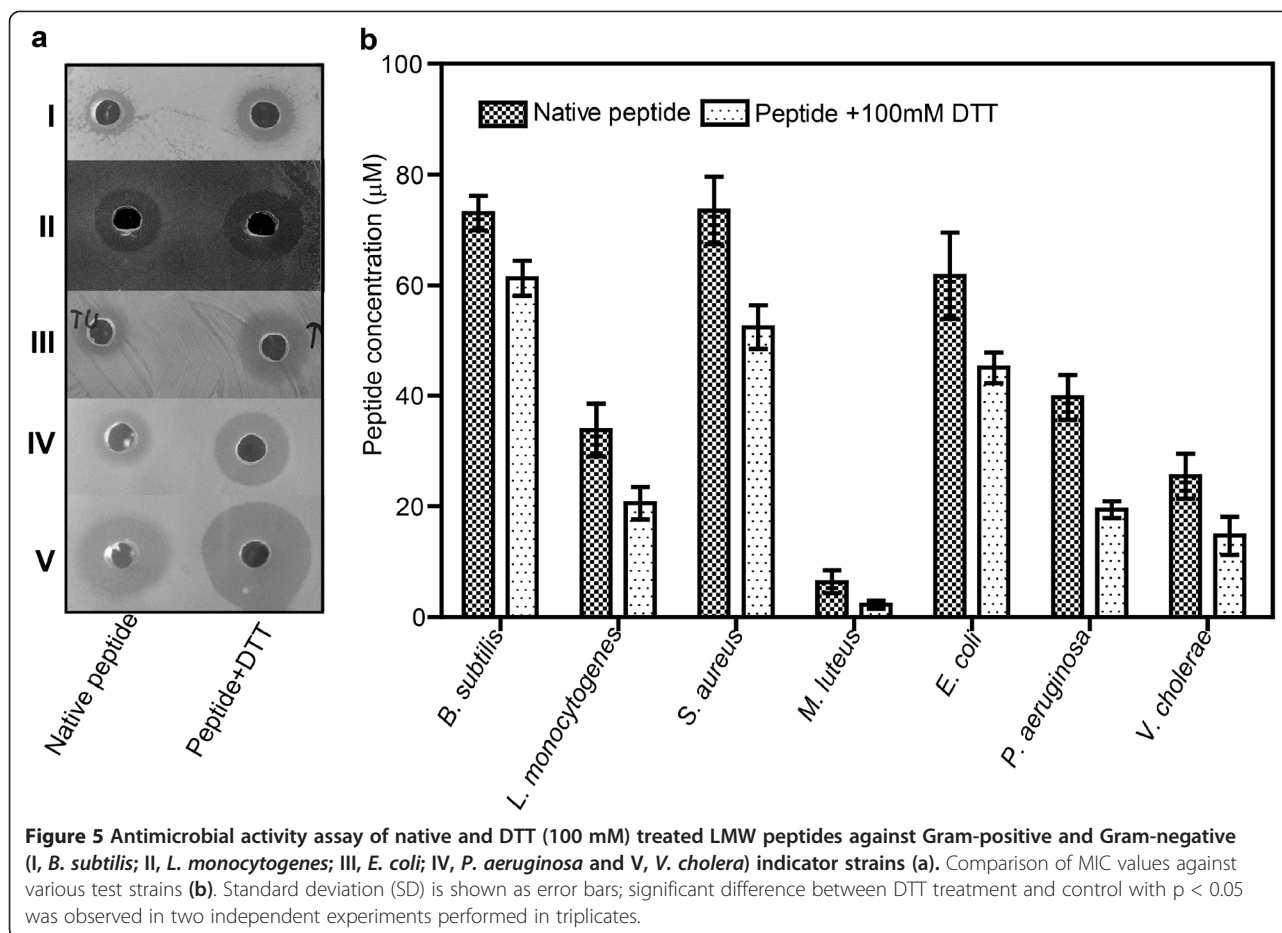 a
I
II
III
IV
V
TU
Native peptide
Peptide+DTT
b
100
80
60
40
20
0
Peptide concentration (µM)
Native peptide
Peptide +100mM DTT
B. subtilis
L. monocytogenes
S. aureus
M. luteus
E. coli
P. aeruginosa
V. cholerae
Figure 5 Antimicrobial activity assay of native and DTT (100 mM) treated LMW peptides against Gram-positive and Gram-negative
(I, B. subtilis; II, L. monocytogenes; III, E. coli; IV, P. aeruginosa and V, V. cholera) indicator strains (a). Comparison of MIC values against
various test strains (b). Standard deviation (SD) is shown as error bars; significant difference between DTT treatment and control with p < 0.05
was observed in two independent experiments performed in triplicates.